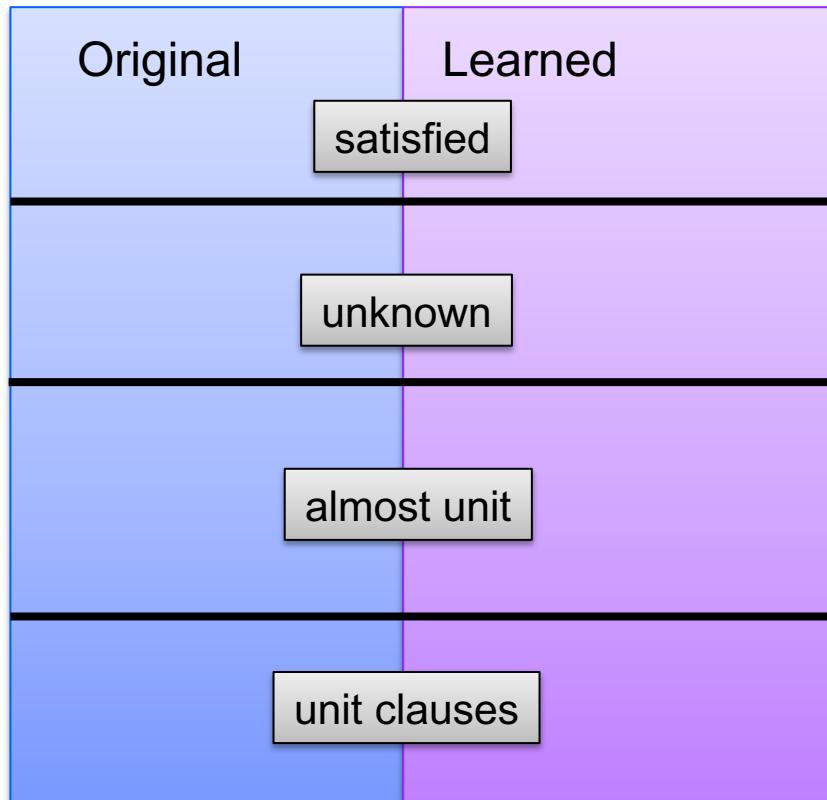 Original Learned
satisfied
unknown
almost unit
unit clauses